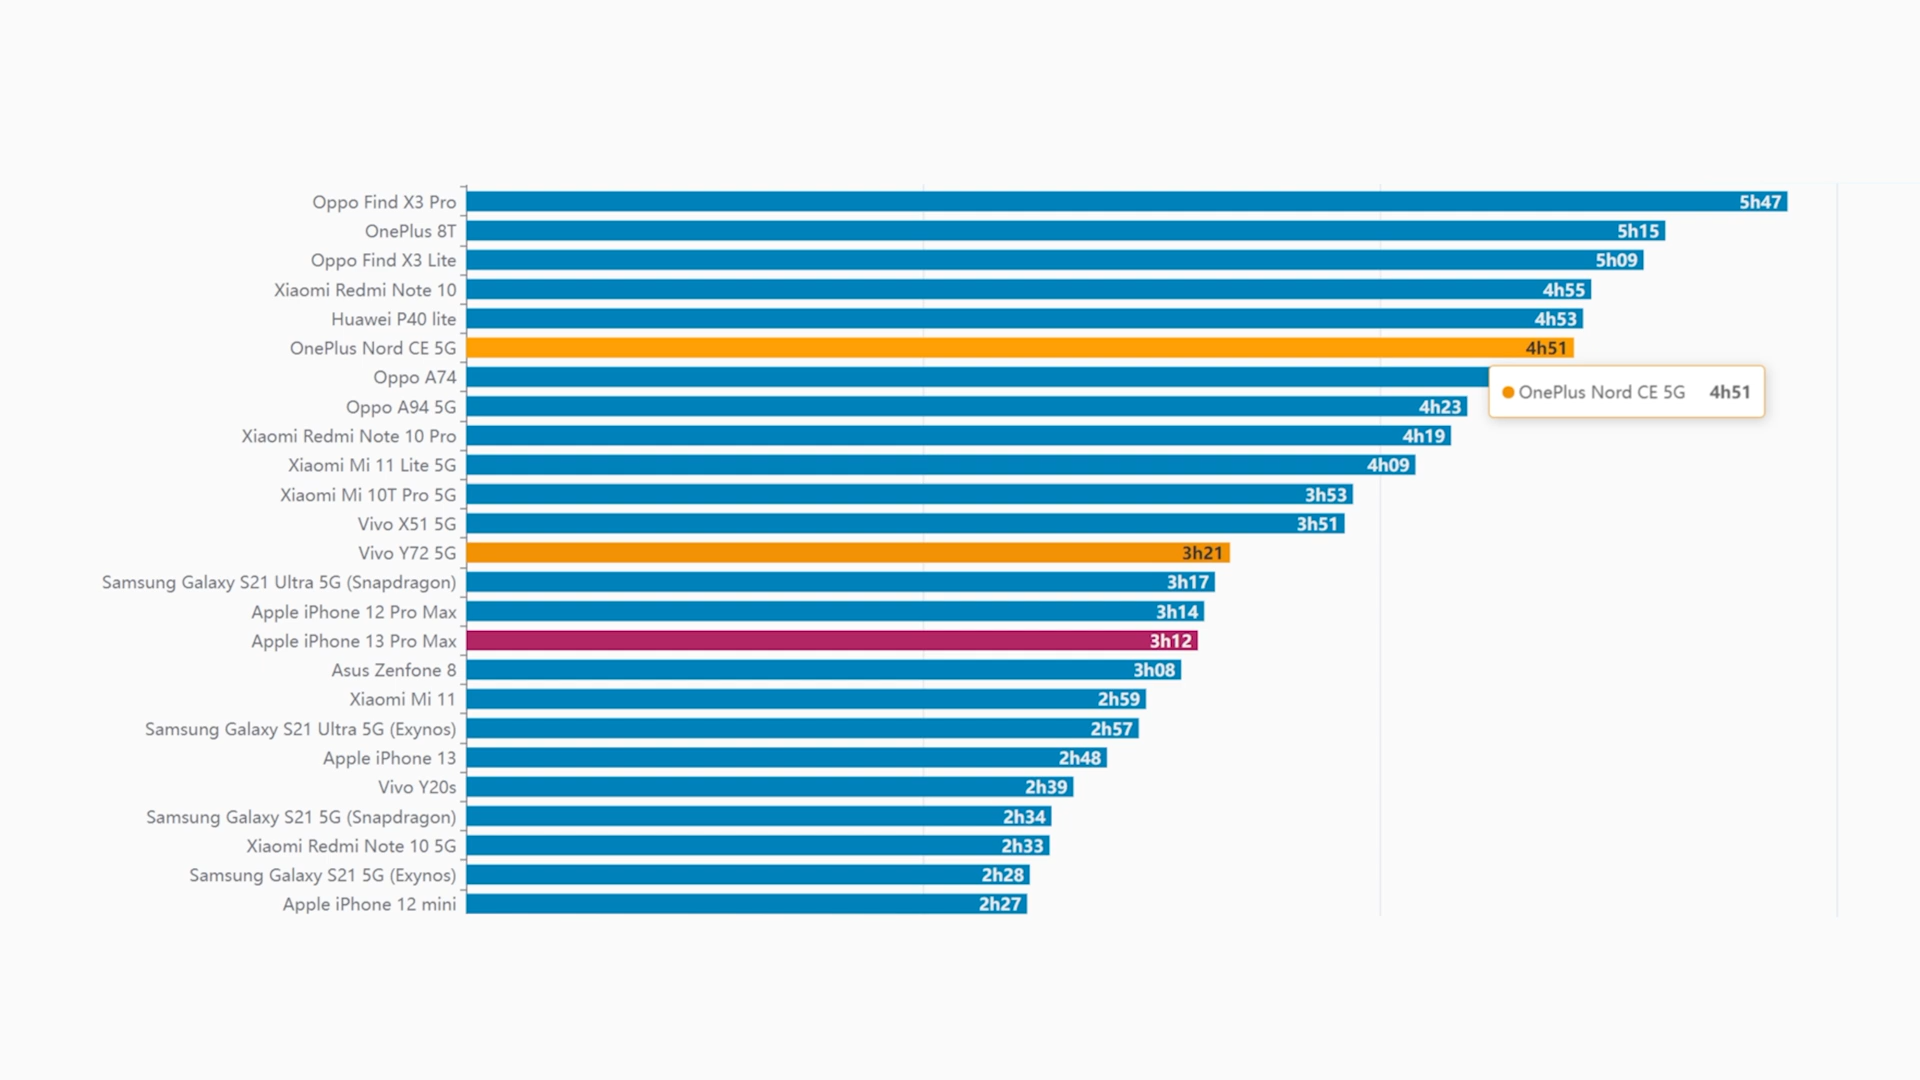 Oppo Find X3 Pro 5h47
OnePlus 8T 5h15
Oppo Find X3 Lite 5h09
Xiaomi Redmi Note 10 4h55
Huawei P40 lite 4h53
OnePlus Nord CE 5G 4h51
Oppo A74
OnePlus Nord CE 5G 4h51
Oppo A94 5G 4h23
Xiaomi Redmi Note 10 Pro 4h19
Xiaomi Mi 11 Lite 5G 4h09
Xiaomi Mi 10T Pro 5G 3h53
Vivo X51 5G 3h51
Vivo Y72 5G 3h21
Samsung Galaxy S21 Ultra 5G (Snapdragon) 3h17
Apple iPhone 12 Pro Max 3h14
Apple iPhone 13 Pro Max 3h12
Asus Zenfone 8 3h08
Xiaomi Mi 11 2h59
Samsung Galaxy S21 Ultra 5G (Exynos) 2h57
Apple iPhone 13 2h48
Vivo Y20s 2h39
Samsung Galaxy S21 5G (Snapdragon) 2h34
Xiaomi Redmi Note 10 5G 2h33
Samsung Galaxy S21 5G (Exynos) 2h28
Apple iPhone 12 mini 2h27